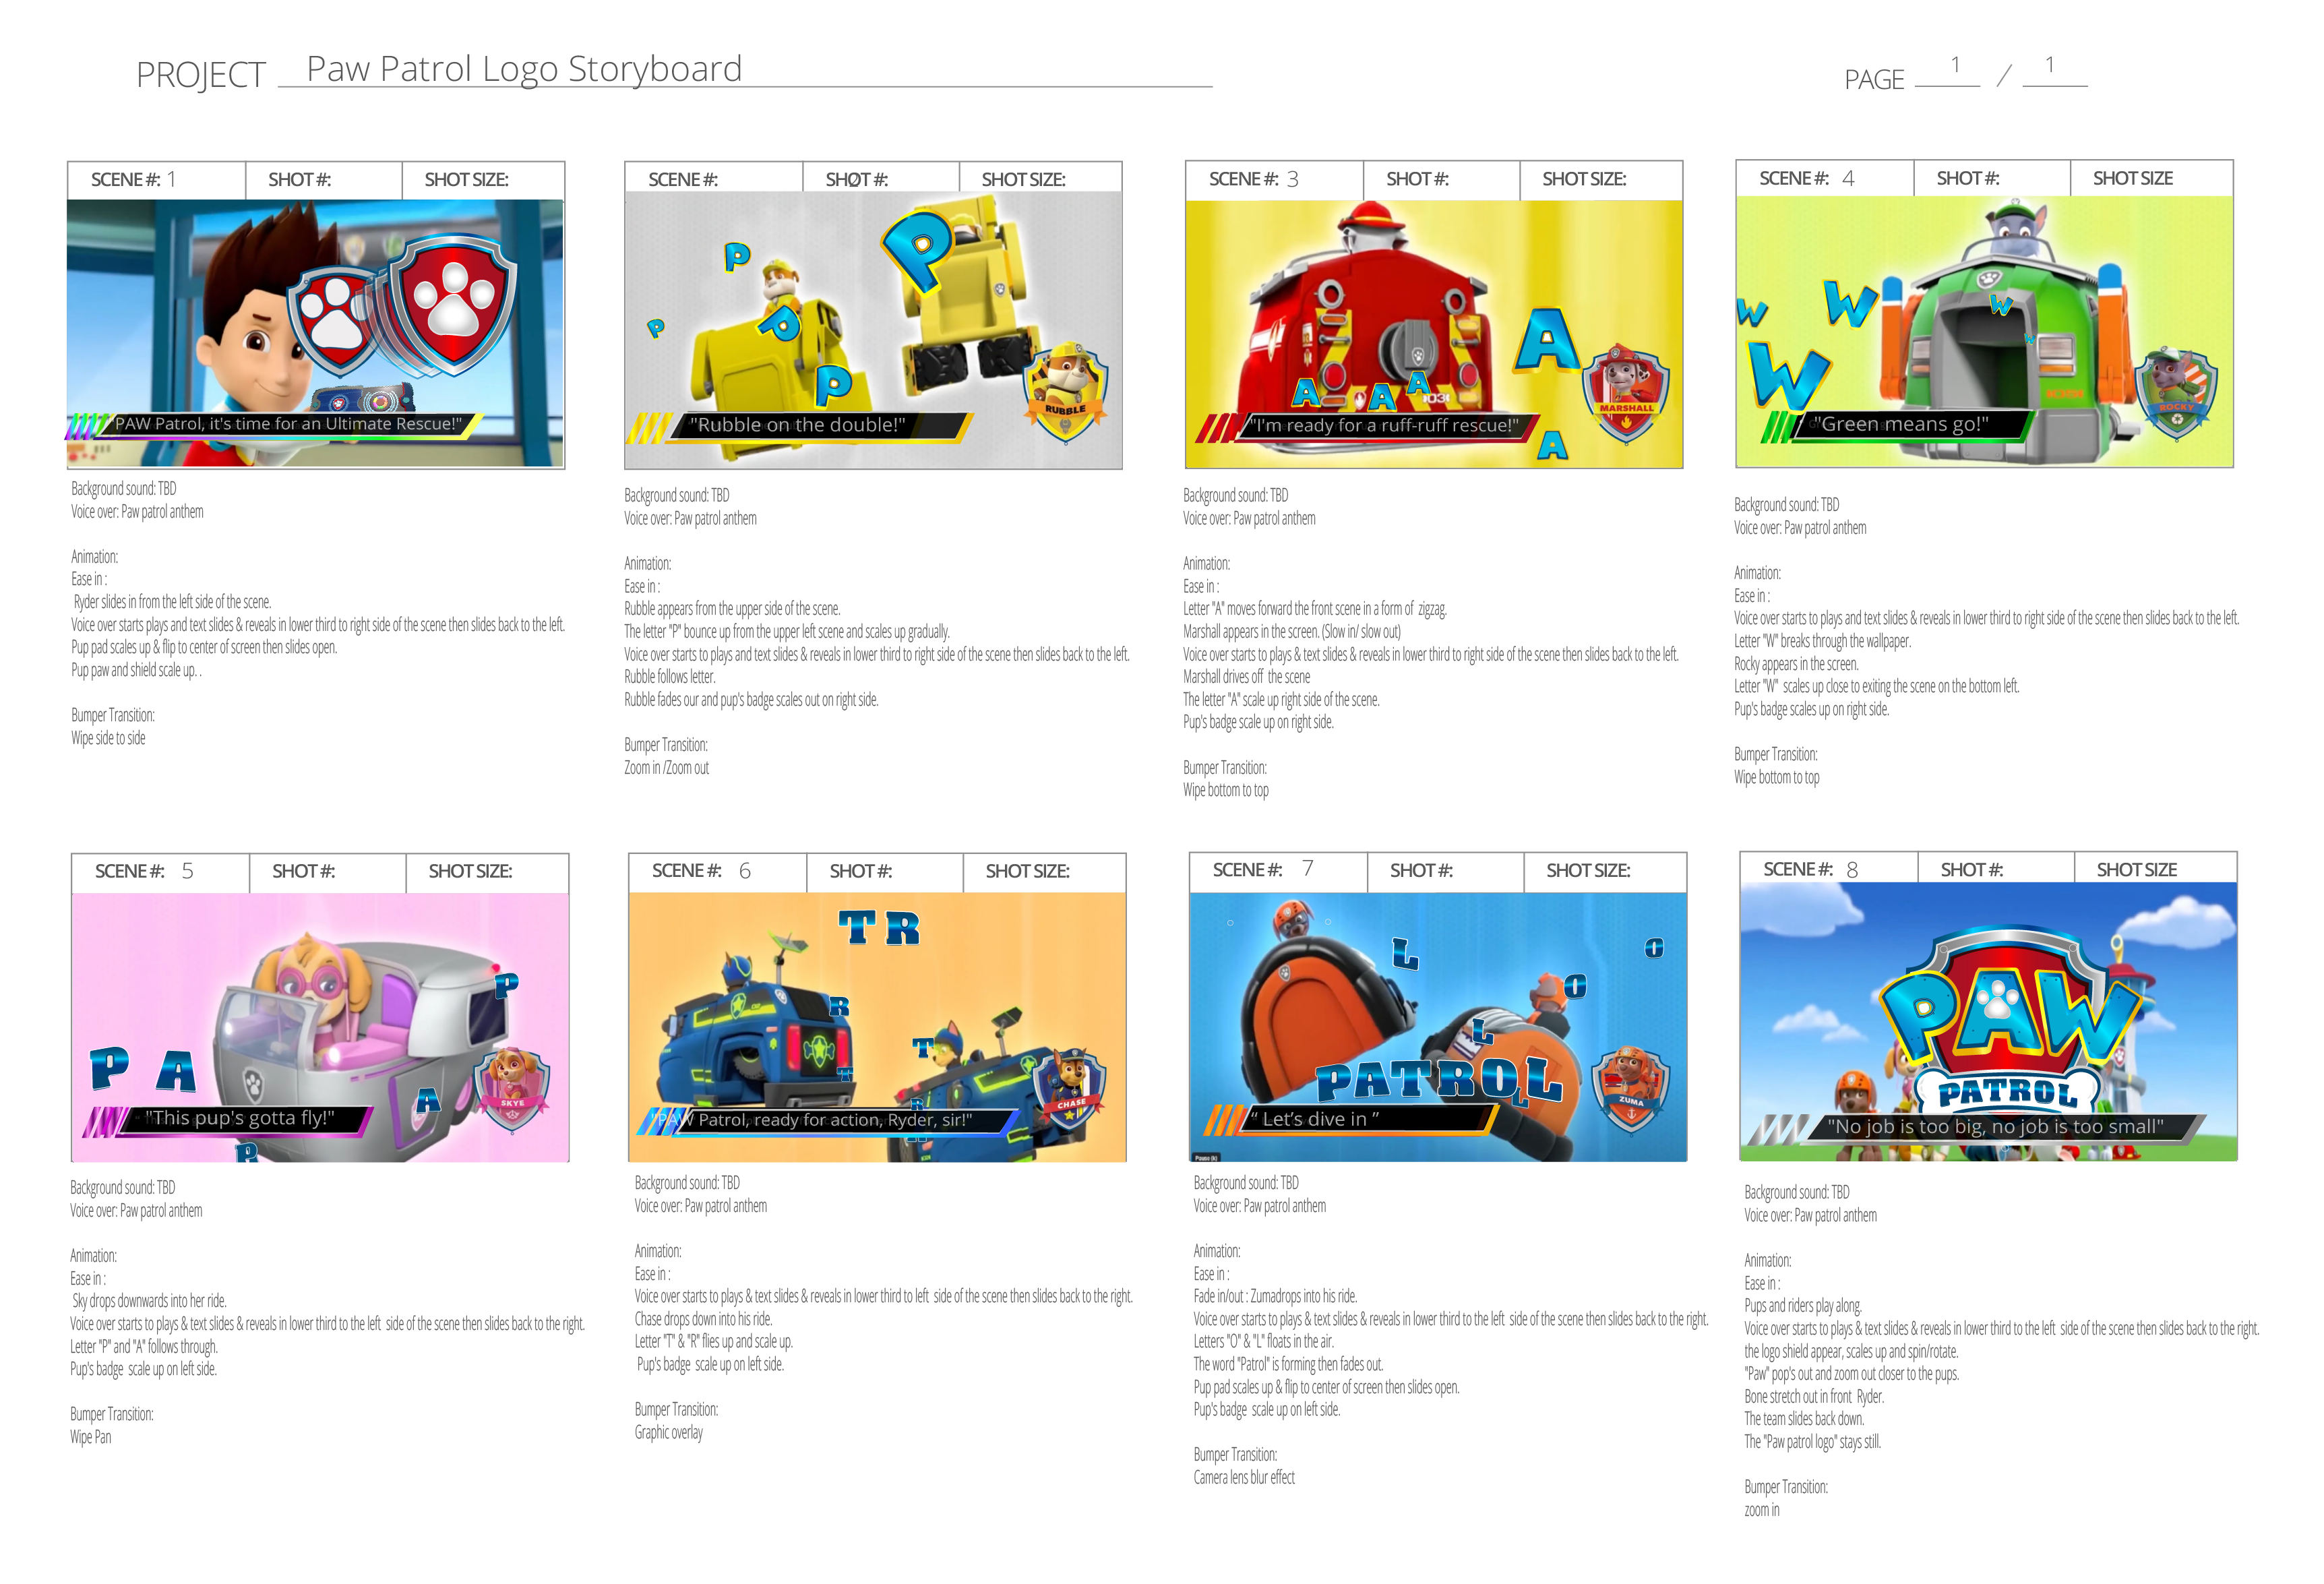 PROJECT Paw Patrol Logo Storyboard
PAGE 1 / 1
SCENE #: 1 SHOT #: SHOT SIZE:
"PAW Patrol, it's time for an Ultimate Rescue!"
Background sound: TBD
Voice over: Paw patrol anthem
Animation:
Ease in :
Ryder slides in from the left side of the scene.
Voice over starts plays and text slides & reveals in lower third to right side of the scene then slides back to the left.
Pup pad scales up & flip to center of screen then slides open.
Pup paw and shield scale up. .
Bumper Transition:
Wipe side to side
SCENE #: SHØT #: SHOT SIZE:
P
P
P
P
P
RUBBLE
"Rubble on the double!"
Background sound: TBD
Voice over: Paw patrol anthem
Animation:
Ease in :
Rubble appears from the upper side of the scene.
The letter "P" bounce up from the upper left scene and scales up gradually.
Voice over starts to plays and text slides & reveals in lower third to right side of the scene then slides back to the left.
Rubble follows letter.
Rubble fades our and pup's badge scales out on right side.
Bumper Transition:
Zoom in /Zoom out
SCENE #: 3 SHOT #: SHOT SIZE:
A
A A A
03
MARSHALL
"I'm ready for a ruff-ruff rescue!"
A
Background sound: TBD
Voice over: Paw patrol anthem
Animation:
Ease in :
Letter "A" moves forward the front scene in a form of zigzag.
Marshall appears in the screen. (Slow in/ slow out)
Voice over starts to plays & text slides & reveals in lower third to right side of the scene then slides back to the left.
Marshall drives off the scene
The letter "A" scale up right side of the scene.
Pup's badge scale up on right side.
Bumper Transition:
Wipe bottom to top
SCENE #: 4 SHOT #: SHOT SIZE
W W W
W W
ROCKY
"Green means go!"
Background sound: TBD
Voice over: Paw patrol anthem
Animation:
Ease in :
Voice over starts to plays and text slides & reveals in lower third to right side of the scene then slides back to the left.
Letter "W" breaks through the wallpaper.
Rocky appears in the screen.
Letter "W" scales up close to exiting the scene on the bottom left.
Pup's badge scales up on right side.
Bumper Transition:
Wipe bottom to top
SCENE #: 5 SHOT #: SHOT SIZE:
P
P A
A
SKYE
"This pup's gotta fly!"
P
Background sound: TBD
Voice over: Paw patrol anthem
Animation:
Ease in :
Sky drops downwards into her ride.
Voice over starts to plays & text slides & reveals in lower third to the left side of the scene then slides back to the right.
Letter "P" and "A" follows through.
Pup's badge scale up on left side.
Bumper Transition:
Wipe Pan
SCENE #: 6 SHOT #: SHOT SIZE:
T R
R
T
T
R
CHASE
"PAW Patrol, ready for action, Ryder, sir!"
Background sound: TBD
Voice over: Paw patrol anthem
Animation:
Ease in :
Voice over starts to plays & text slides & reveals in lower third to left side of the scene then slides back to the right.
Chase drops down into his ride.
Letter "T" & "R" flies up and scale up.
Pup's badge scale up on left side.
Bumper Transition:
Graphic overlay
SCENE #: 7 SHOT #: SHOT SIZE:
L O
O
L
PATROL
L
ZUMA
“ Let’s dive in ”
Pause (k)
Background sound: TBD
Voice over: Paw patrol anthem
Animation:
Ease in :
Fade in/out : Zumadrops into his ride.
Voice over starts to plays & text slides & reveals in lower third to the left side of the scene then slides back to the right.
Letters "O" & "L" floats in the air.
The word "Patrol" is forming then fades out.
Pup pad scales up & flip to center of screen then slides open.
Pup's badge scale up on left side.
Bumper Transition:
Camera lens blur effect
SCENE #: 8 SHOT #: SHOT SIZE
PAW
PATROL
"No job is too big, no job is too small"
Background sound: TBD
Voice over: Paw patrol anthem
Animation:
Ease in :
Pups and riders play along.
Voice over starts to plays & text slides & reveals in lower third to the left side of the scene then slides back to the right.
the logo shield appear, scales up and spin/rotate.
"Paw" pop's out and zoom out closer to the pups.
Bone stretch out in front Ryder.
The team slides back down.
The "Paw patrol logo" stays still.
Bumper Transition:
zoom in